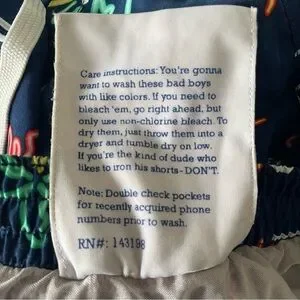 Care instructions: You're gonna
want to wash these bad boys
with like colors. If you need to
bleach 'em, go right ahead, but
only use non-chlorine bleach. To
dry them, just throw them into a
dryer and tumble dry on low.
If you're the kind of dude who
likes to iron his shorts-DON'T.
Note: Double check pockets
for recently acquired phone
numbers prior to wash.
RN#: 143198